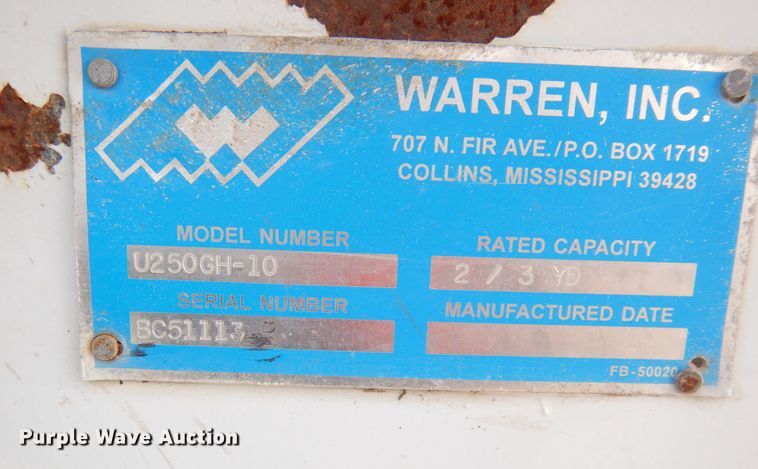 W
WARREN, INC.
707 N. FIR AVE./P.O. BOX 1719
COLLINS, MISSISSIPPI 39428
MODEL NUMBER
U250GH-10
RATED CAPACITY
2 / 3 YD
SERIAL NUMBER
BC51113
MANUFACTURED DATE
FB-50020
Purple Wave Auction